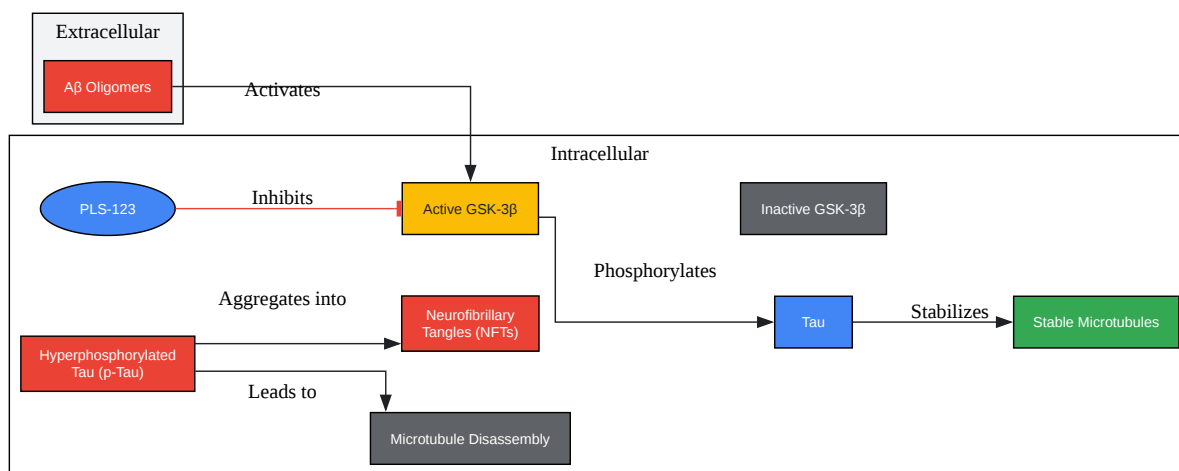 Extracellular
Aβ Oligomers
Activates
Intracellular
PLS-123
Inhibits
Active GSK-3β
Inactive GSK-3β
Phosphorylates
Aggregates into
Neurofibrillary
Tangles (NFTs)
Tau
Stabilizes
Stable Microtubules
Hyperphosphorylated
Tau (p-Tau)
Leads to
Microtubule Disassembly